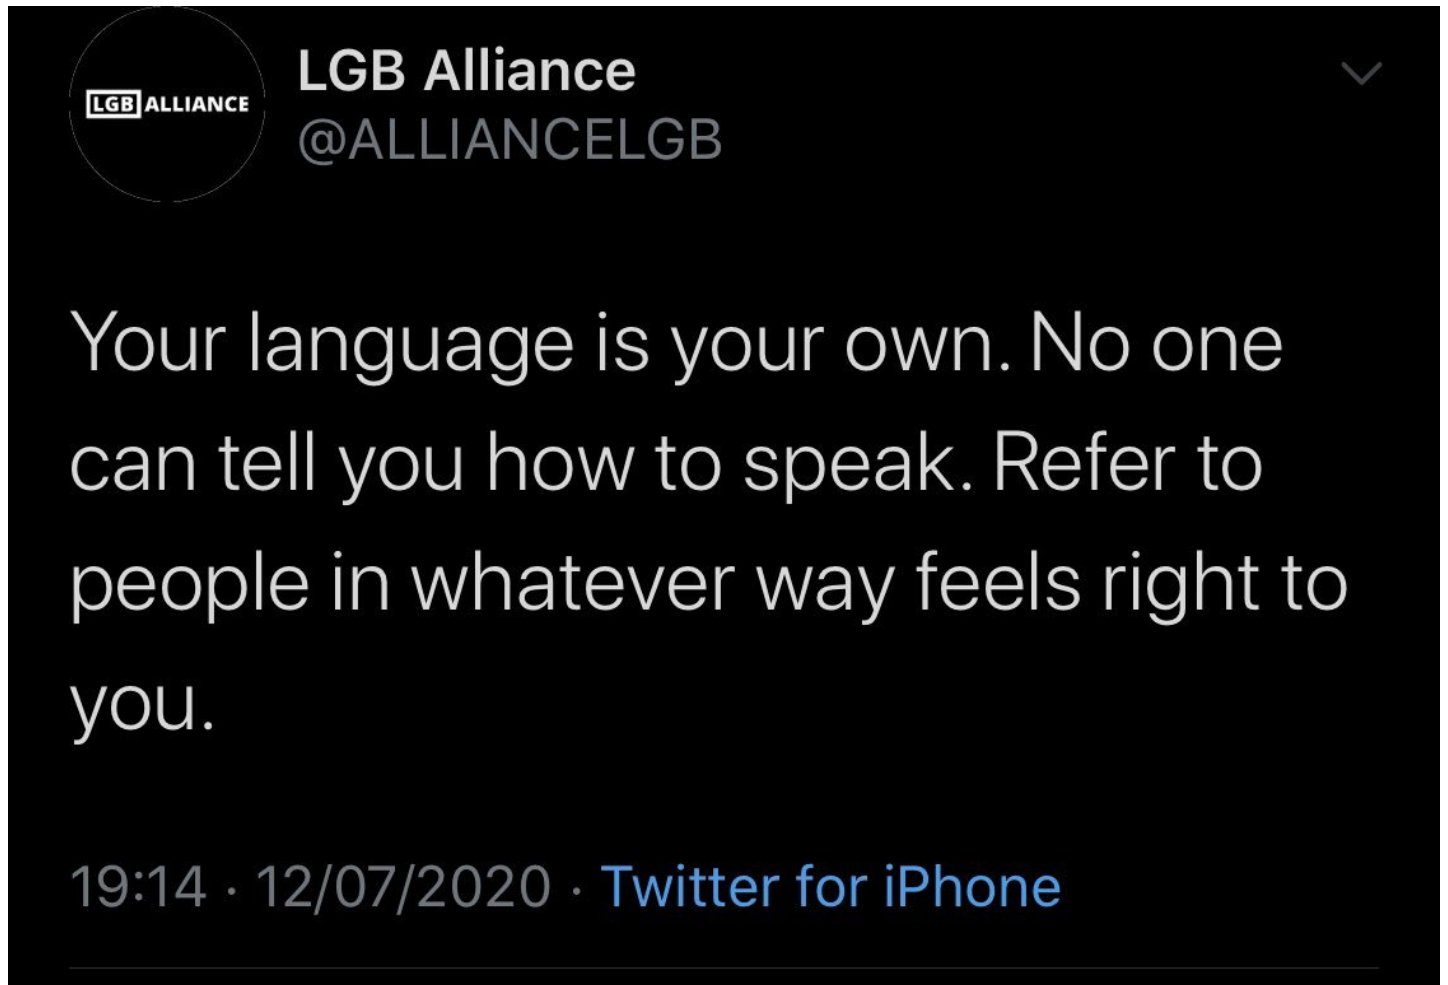 LGB ALLIANCE
LGB Alliance
@ALLIANCELGB
Your language is your own. No one
can tell you how to speak. Refer to
people in whatever way feels right to
you.
19:14 · 12/07/2020 · Twitter for iPhone